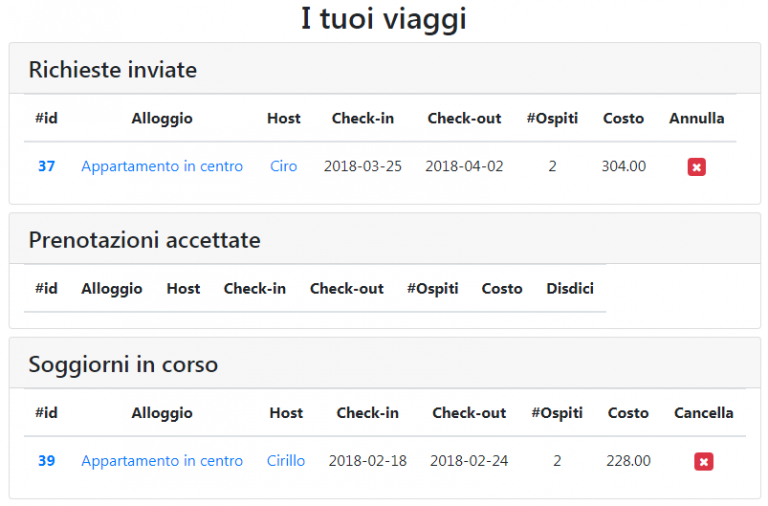 I tuoi viaggi
Richieste inviate
#id Alloggio Host Check-in Check-out #Ospiti Costo Annulla
37 Appartamento in centro Ciro 2018-03-25 2018-04-02 2 304.00
Prenotazioni accettate
#id Alloggio Host Check-in Check-out #Ospiti Costo Disdici
Soggiorni in corso
#id Alloggio Host Check-in Check-out #Ospiti Costo Cancella
39 Appartamento in centro Cirillo 2018-02-18 2018-02-24 2 228.00